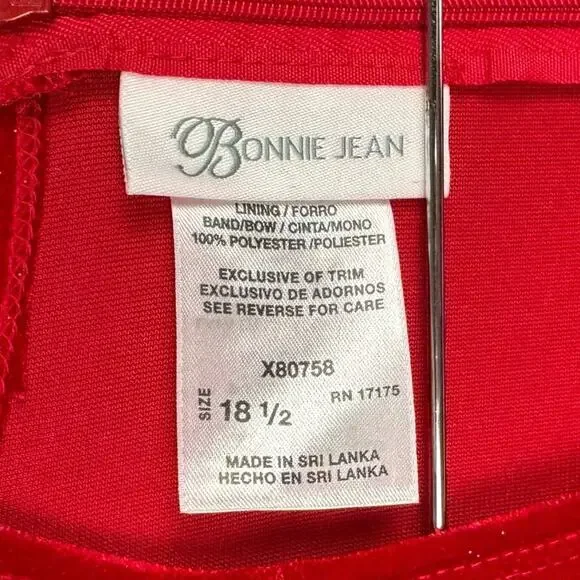 BONNIE JEAN
LINING / FORRO
BAND/BOW / CINTA/MONO
100% POLYESTER /POLIESTER
EXCLUSIVE OF TRIM
EXCLUSIVO DE ADORNOS
SEE REVERSE FOR CARE
X80758
RN 17175
SIZE 18 1/2
MADE IN SRI LANKA
HECHO EN SRI LANKA